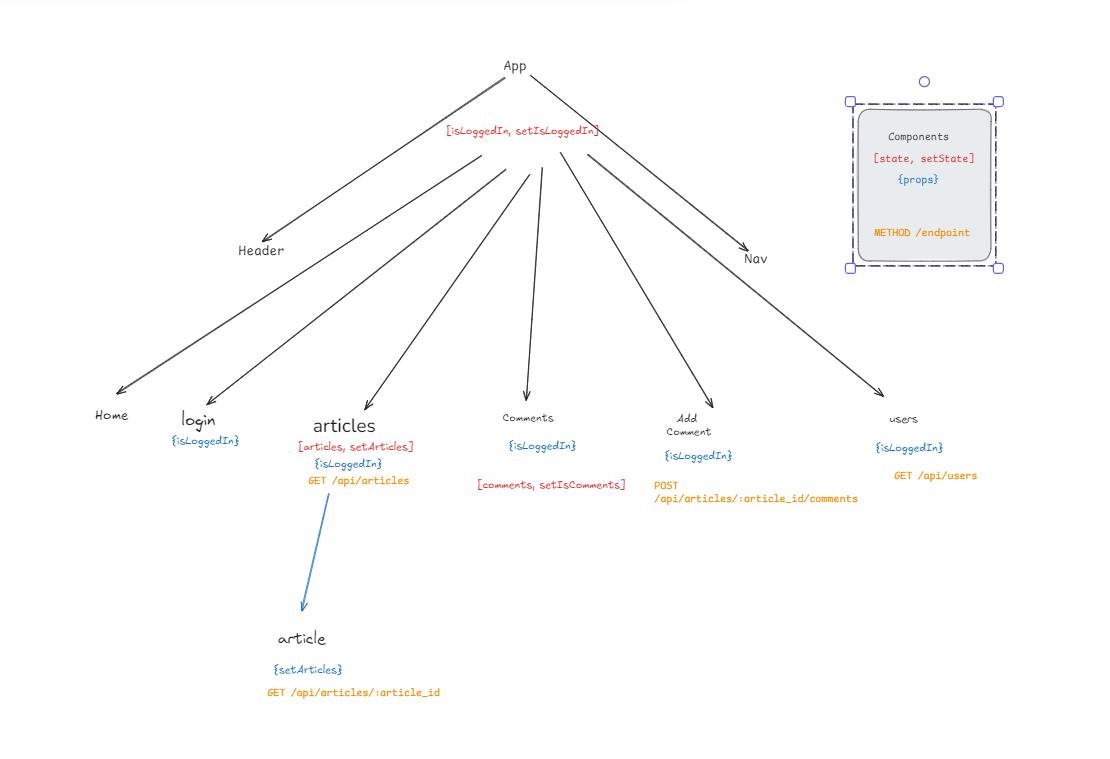 App
[isLoggedIn, setIsLoggedIn]
Components
[state, setState]
{props}
METHOD /endpoint
Header
Nav
Home
login
{isLoggedIn}
articles
[articles, setArticles]
{isLoggedIn}
GET /api/articles
Comments
{isLoggedIn}
[comments, setIsComments]
Add
Comment
{isLoggedIn}
POST
/api/articles/:article_id/comments
users
{isLoggedIn}
GET /api/users
article
{setArticles}
GET /api/articles/:article_id